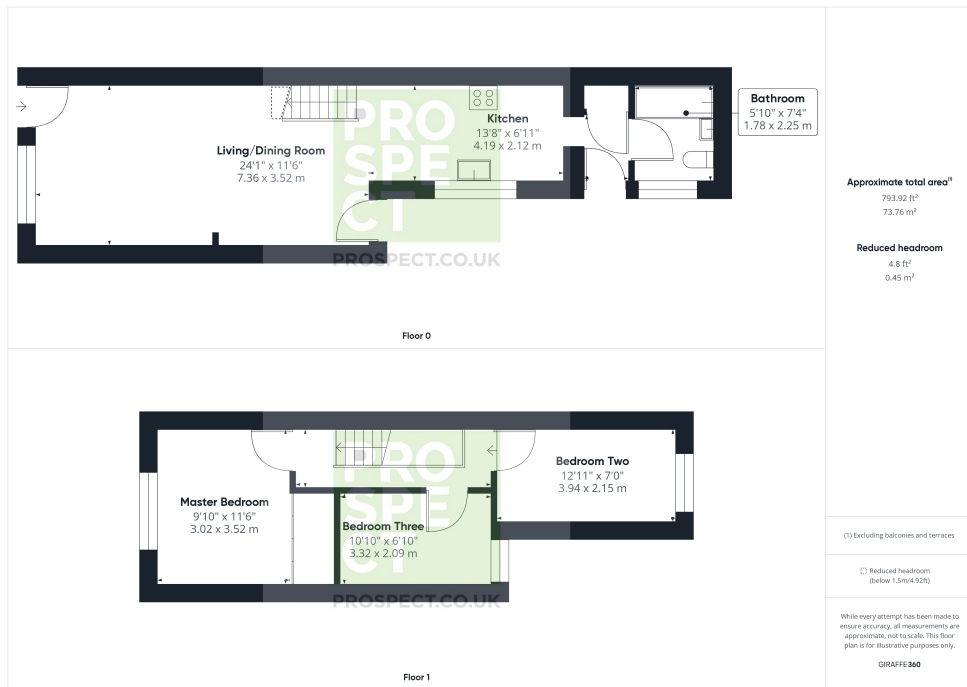 PRO
SPE
CT
PROSPECT.CO.UK
Living/Dining Room
24'1" x 11'6"
7.36 x 3.52 m
Kitchen
13'8" x 6'11"
4.19 x 2.12 m
Bathroom
5'10" x 7'4"
1.78 x 2.25 m
Floor 0
PRO
SPE
CT
PROSPECT.CO.UK
Master Bedroom
9'10" x 11'6"
3.02 x 3.52 m
Bedroom Three
10'10" x 6'10"
3.32 x 2.09 m
Bedroom Two
12'11" x 7'0"
3.94 x 2.15 m
Floor 1
Approximate total area(1)
793.92 ft²
73.76 m²
Reduced headroom
4.8 ft²
0.45 m²
(1) Excluding balconies and terraces
Reduced headroom
(below 1.5m/4.92ft)
While every attempt has been made to
ensure accuracy, all measurements are
approximate, not to scale. This floor
plan is for illustrative purposes only.
GIRAFFE360